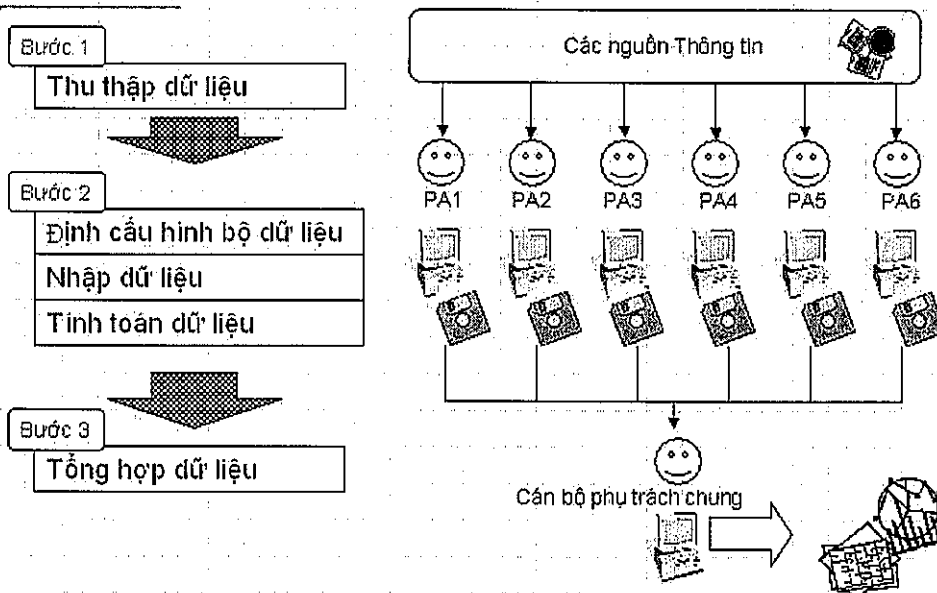 Bước 1
Thu thập dữ liệu
Bước 2
Định cấu hình bộ dữ liệu
Nhập dữ liệu
Tính toán dữ liệu
Bước 3
Tổng hợp dữ liệu
Các nguồn Thông tin
PA1 PA2 PA3 PA4 PA5 PA6
Cán bộ phụ trách chung